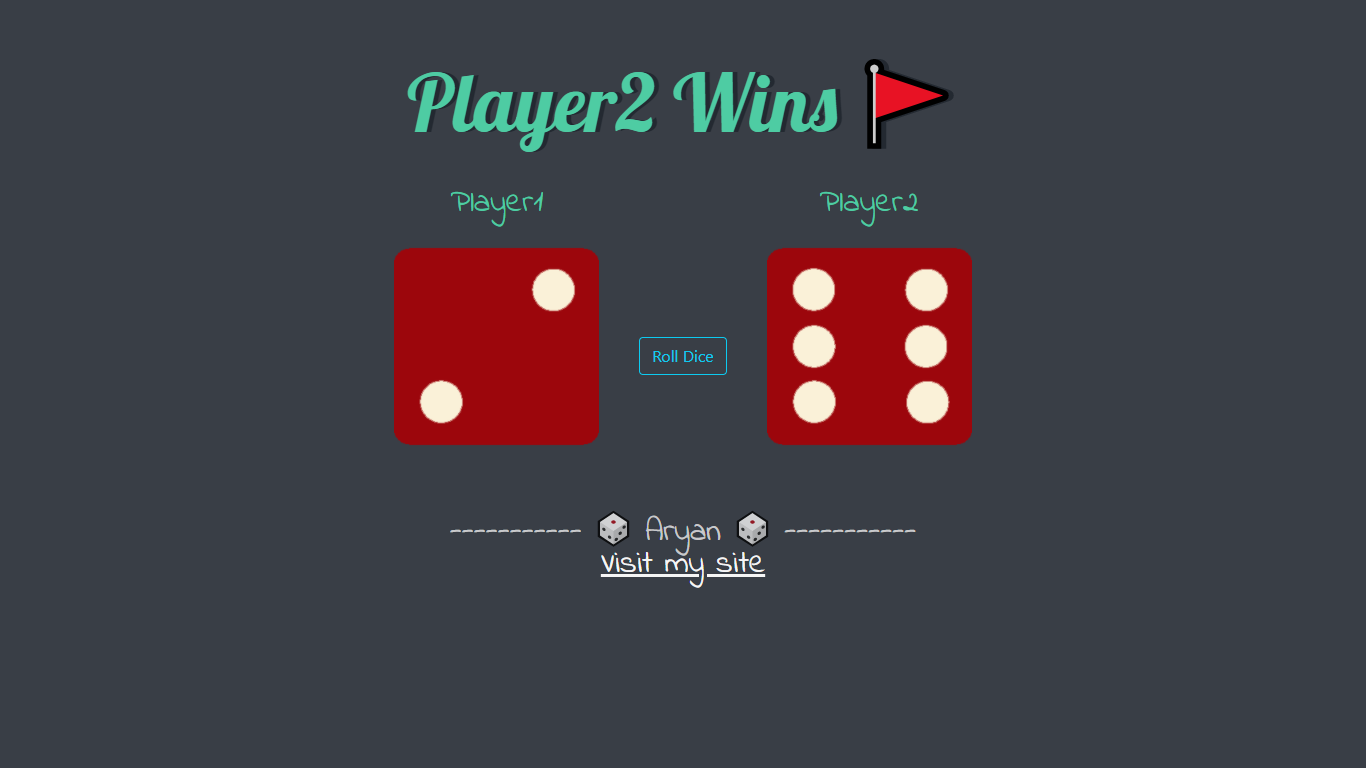 Player2 Wins 🚩
Player1
Player2
Roll Dice
----------- 🎲 Aryan 🎲 -----------
Visit my site